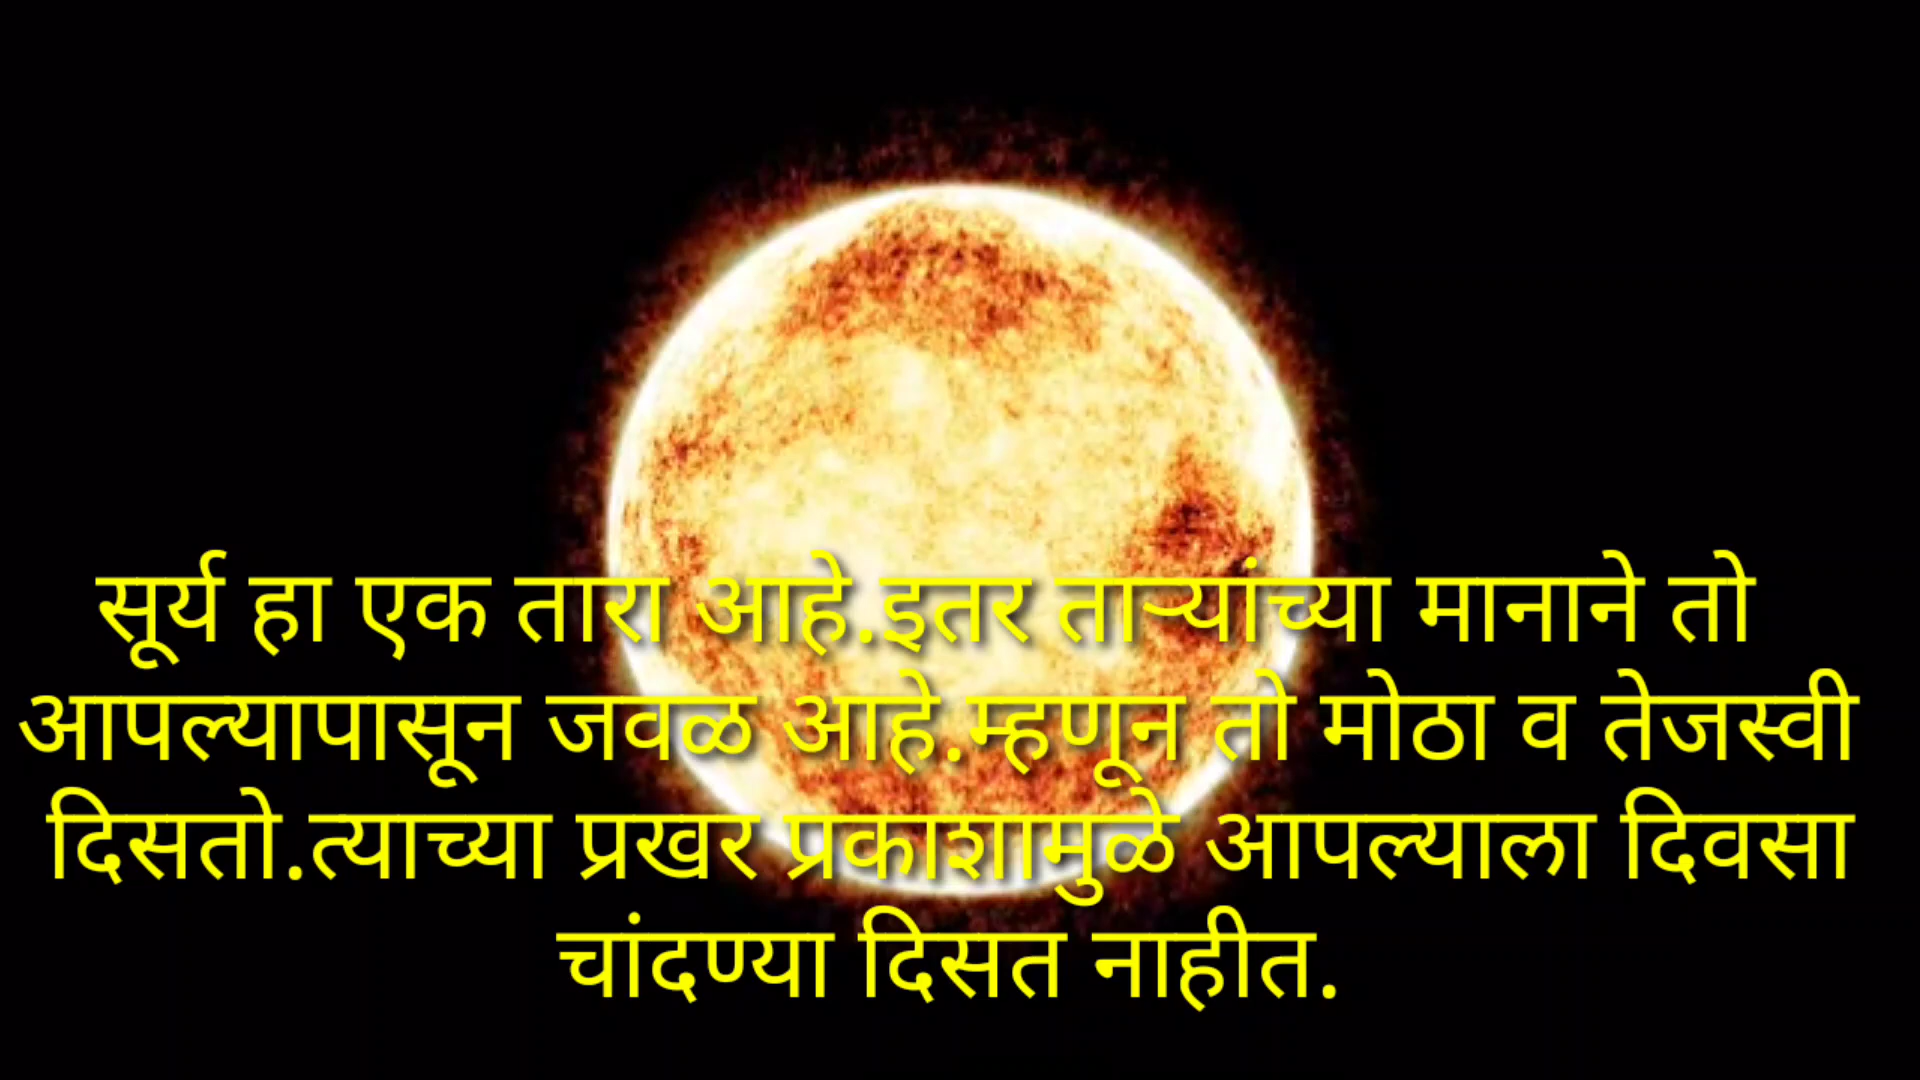 सूर्य हा एक तारा आहे.इतर ताऱ्यांच्या मानाने तो
आपल्यापासून जवळ आहे.म्हणून तो मोठा व तेजस्वी
दिसतो.त्याच्या प्रखर प्रकाशामुळे आपल्याला दिवसा
चांदण्या दिसत नाहीत.